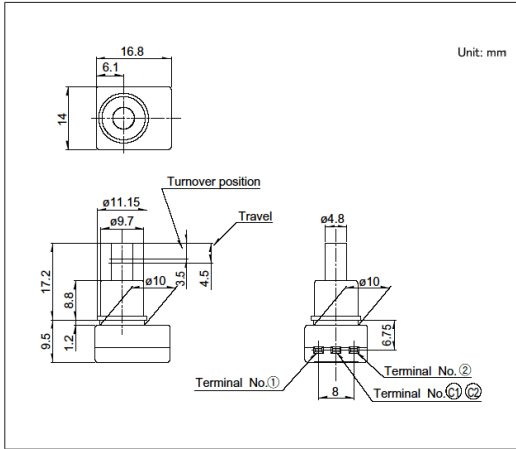 16.8
Unit: mm
6.1
14
Turnover position
ø11.15
Travel
ø9.7
ø4.8
17.2
8.8
3.5
4.5
ø10
ø10
9.5
1.2
6.75
Terminal No.①
8
Terminal No.②
Terminal No.Ⓒ1 Ⓒ2